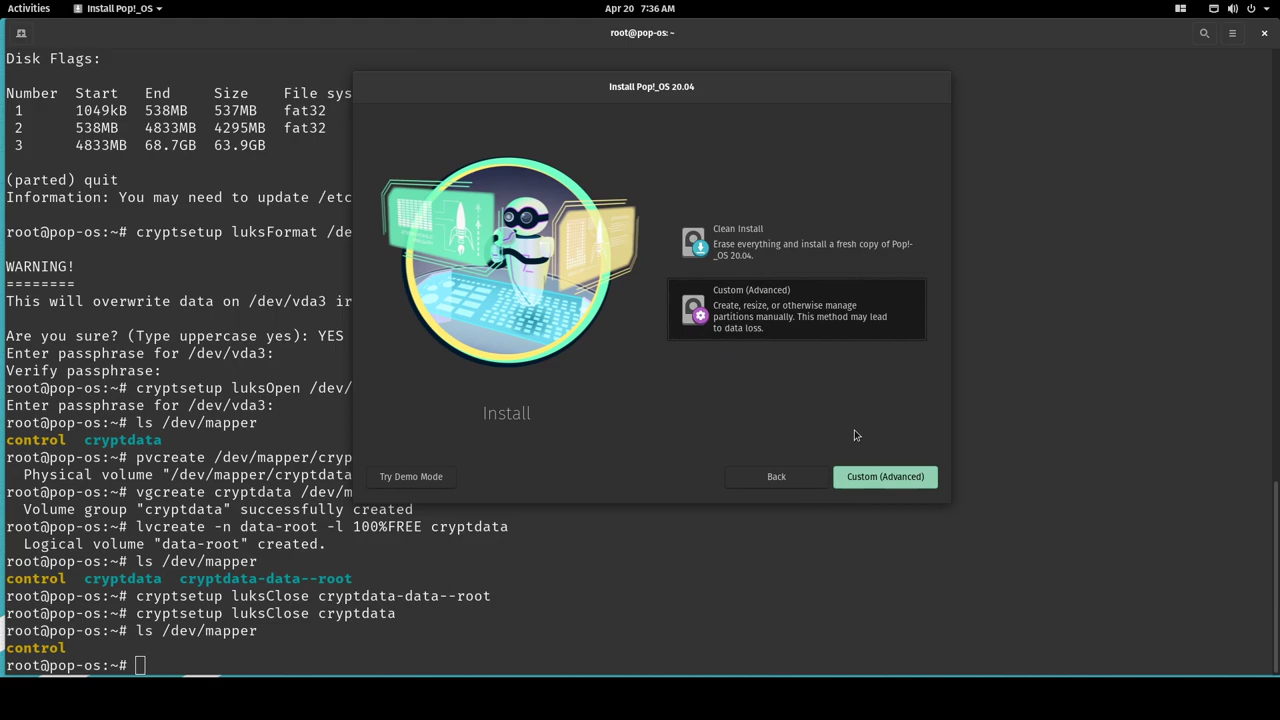 Activities
Install Pop!_OS
Apr 20 7:36 AM
root@pop-os: ~
Disk Flags:
Number Start End Size File sys
1 1049kB 538MB 537MB fat32
2 538MB 4833MB 4295MB fat32
3 4833MB 68.7GB 63.9GB
(parted) quit
Information: You may need to update /etc
root@pop-os:~# cryptsetup luksFormat /de
WARNING!
========
This will overwrite data on /dev/vda3 ir
Are you sure? (Type uppercase yes): YES
Enter passphrase for /dev/vda3:
Verify passphrase:
root@pop-os:~# cryptsetup luksOpen /dev/
Enter passphrase for /dev/vda3:
root@pop-os:~# ls /dev/mapper
control cryptdata
root@pop-os:~# pvcreate /dev/mapper/cryp
Physical volume "/dev/mapper/cryptdata
root@pop-os:~# vgcreate cryptdata /dev/m
Volume group "cryptdata" successfully created
root@pop-os:~# lvcreate -n data-root -l 100%FREE cryptdata
Logical volume "data-root" created.
root@pop-os:~# ls /dev/mapper
control cryptdata cryptdata-data--root
root@pop-os:~# cryptsetup luksClose cryptdata-data--root
root@pop-os:~# cryptsetup luksClose cryptdata
root@pop-os:~# ls /dev/mapper
control
root@pop-os:~#
Install Pop!_OS 20.04
Clean Install
Erase everything and install a fresh copy of Pop!-
_OS 20.04.
Custom (Advanced)
Create, resize, or otherwise manage
partitions manually. This method may lead
to data loss.
Install
Try Demo Mode
Back
Custom (Advanced)